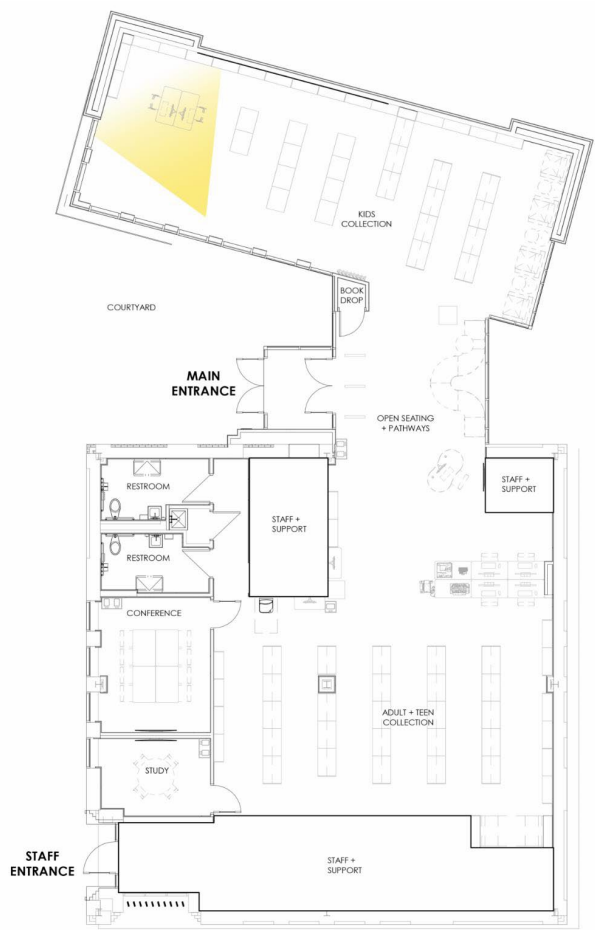 KIDS
COLLECTION
BOOK
DROP
COURTYARD
MAIN
ENTRANCE
OPEN SEATING
+ PATHWAYS
RESTROOM
STAFF +
SUPPORT
STAFF +
SUPPORT
RESTROOM
CONFERENCE
ADULT + TEEN
COLLECTION
STUDY
STAFF
ENTRANCE
STAFF +
SUPPORT